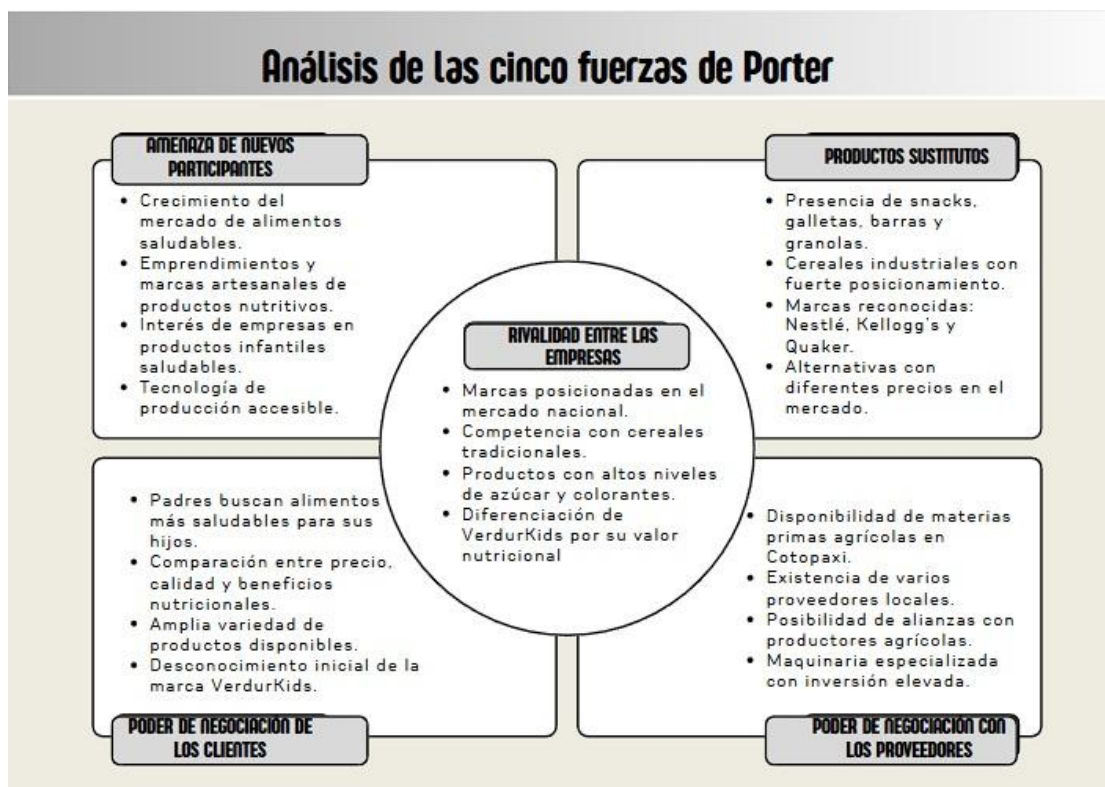 Análisis de las cinco fuerzas de Porter
AMENAZA DE NUEVOS
PARTICIPANTES
• Crecimiento del
mercado de alimentos
saludables.
• Emprendimientos y
marcas artesanales de
productos nutritivos.
• Interés de empresas en
productos infantiles
saludables.
• Tecnología de
producción accesible.
PRODUCTOS SUSTITUTOS
• Presencia de snacks,
galletas, barras y
granolas.
• Cereales industriales con
fuerte posicionamiento.
• Marcas reconocidas:
Nestlé, Kellogg's y
Quaker.
• Alternativas con
diferentes precios en el
mercado.
RIVALIDAD ENTRE LAS
EMPRESAS
• Marcas posicionadas en el
mercado nacional.
• Competencia con cereales
tradicionales.
• Productos con altos niveles
de azúcar y colorantes.
• Diferenciación de
VerdurKids por su valor
nutricional
• Padres buscan alimentos
más saludables para sus
hijos.
• Comparación entre precio,
calidad y beneficios
nutricionales.
• Amplia variedad de
productos disponibles.
• Desconocimiento inicial de la
marca VerdurKids.
PODER DE NEGOCIACIÓN DE
LOS CLIENTES
• Disponibilidad de materias
primas agrícolas en
Cotopaxi.
• Existencia de varios
proveedores locales.
• Posibilidad de alianzas con
productores agrícolas.
• Maquinaria especializada
con inversión elevada.
PODER DE NEGOCIACIÓN CON
LOS PROVEEDORES